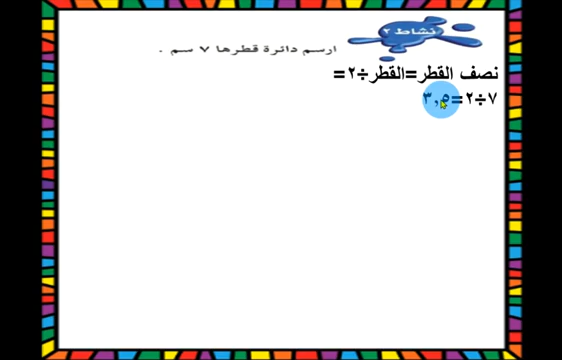 نشاط ٢
ارسم دائرة قطرها ٧ سم .
نصف القطر=القطر÷٢=
٧÷٢=٣,٥